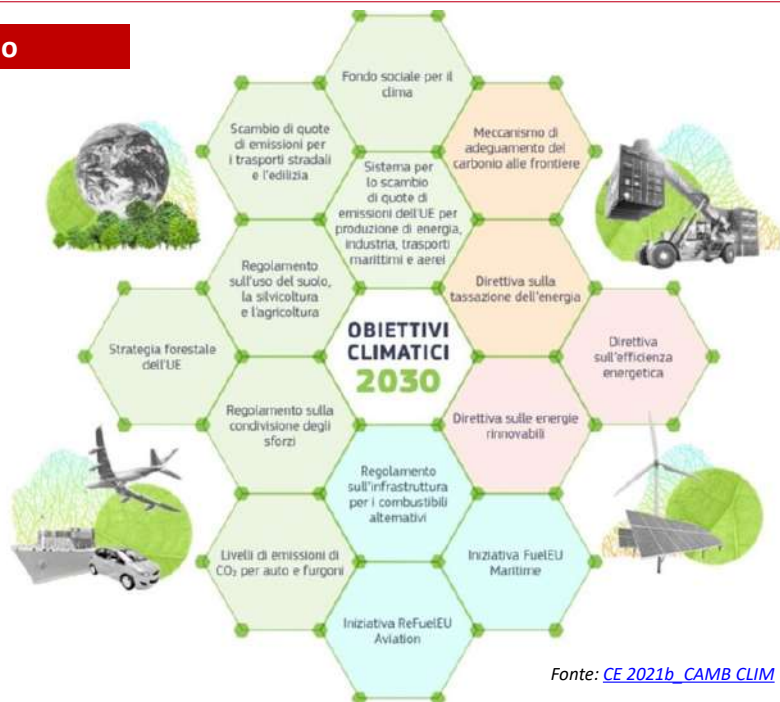 o
Fondo sociale per il
clima
Scambio di quote
di emissioni per
i trasporti stradali
e l'edilizia
Meccanismo di
adeguamento del
carbonio alle frontiere
Sistema per
lo scambio
di quote di
emissioni dell'UE per
produzione di energia,
industria, trasporti
marittimi e aerei
Regolamento
sull'uso del suolo,
la silvicoltura
e l'agricoltura
Direttiva sulla
tassazione dell'energia
Strategia forestale
dell'UE
OBIETTIVI
CLIMATICI
2030
Direttiva
sull'efficienza
energetica
Regolamento sulla
condivisione degli
sforzi
Direttiva sulle energie
rinnovabili
Regolamento
sull'infrastruttura
per i combustibili
alternativi
Livelli di emissioni di
CO₂ per auto e furgoni
Iniziativa FuelEU
Maritime
Iniziativa ReFuelEU
Aviation
Fonte: CE 2021b_CAMB CLIM